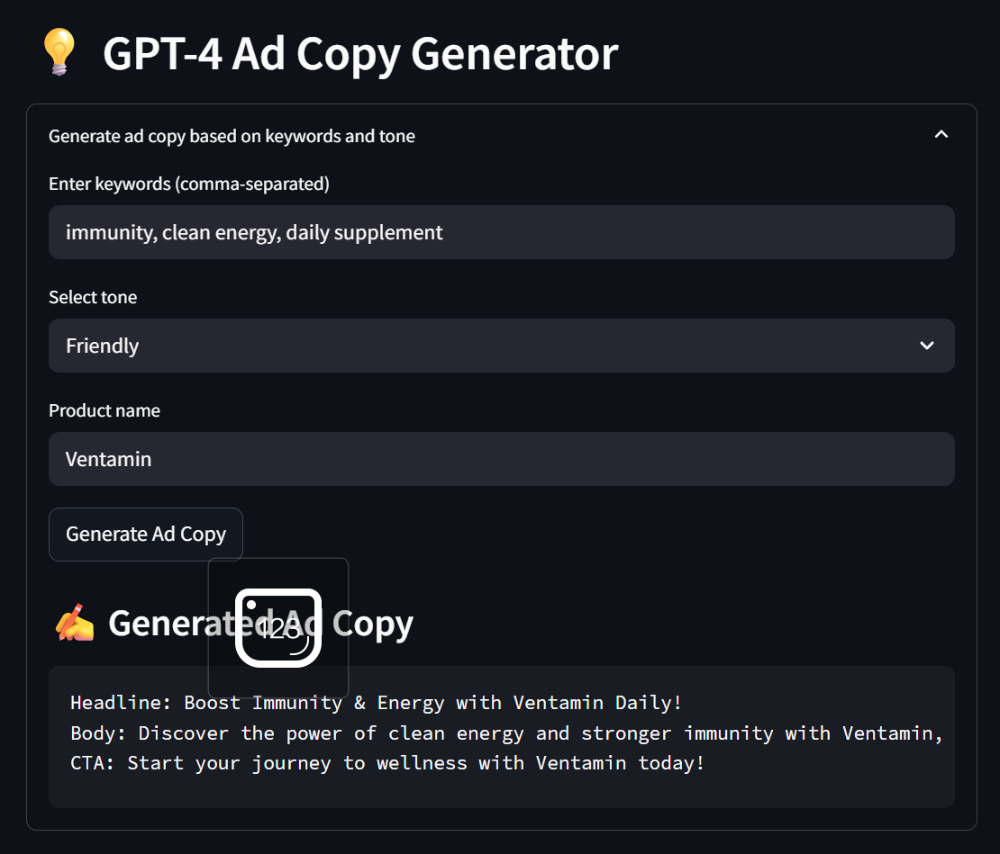 GPT-4 Ad Copy Generator
Generate ad copy based on keywords and tone
Enter keywords (comma-separated)
immunity, clean energy, daily supplement
Select tone
Friendly
Product name
Ventamin
Generate Ad Copy
Generated Ad Copy
123
Headline: Boost Immunity & Energy with Ventamin Daily!
Body: Discover the power of clean energy and stronger immunity with Ventamin,
CTA: Start your journey to wellness with Ventamin today!